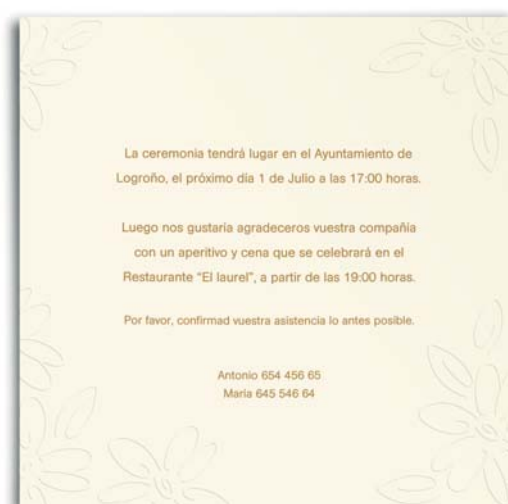 La ceremonia tendrá lugar en el Ayuntamiento de
Logroño, el próximo día 1 de Julio a las 17:00 horas.
Luego nos gustaría agradeceros vuestra compañía
con un aperitivo y cena que se celebrará en el
Restaurante "El laurel", a partir de las 19:00 horas.
Por favor, confirmad vuestra asistencia lo antes posible.
Antonio 654 456 65
Maria 645 546 64